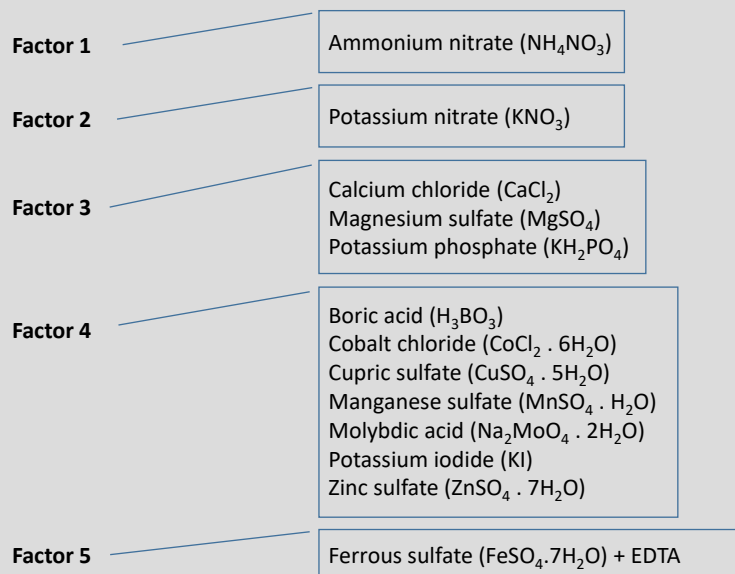 Factor 1
Ammonium nitrate (NH₄NO₃)
Factor 2
Potassium nitrate (KNO₃)
Factor 3
Calcium chloride (CaCl₂)
Magnesium sulfate (MgSO₄)
Potassium phosphate (KH₂PO₄)
Factor 4
Boric acid (H₃BO₃)
Cobalt chloride (CoCl₂ . 6H₂O)
Cupric sulfate (CuSO₄ . 5H₂O)
Manganese sulfate (MnSO₄ . H₂O)
Molybdic acid (Na₂MoO₄ . 2H₂O)
Potassium iodide (KI)
Zinc sulfate (ZnSO₄ . 7H₂O)
Factor 5
Ferrous sulfate (FeSO₄.7H₂O) + EDTA